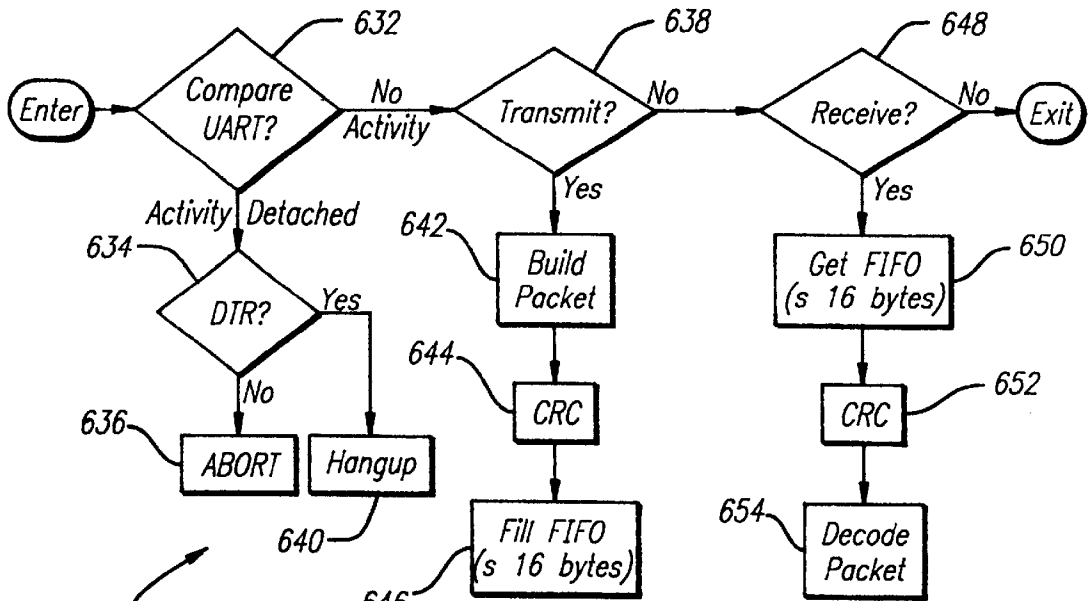 632
638
648
Enter
Compare
UART?
No
Activity
Transmit?
No
Receive?
No
Exit
Activity Detached
Yes
Yes
634
642
650
DTR?
Yes
Build
Packet
Get FIFO
(s 16 bytes)
No
644
652
636
CRC
CRC
ABORT
Hangup
640
654
Fill FIFO
(s 16 bytes)
Decode
Packet
646